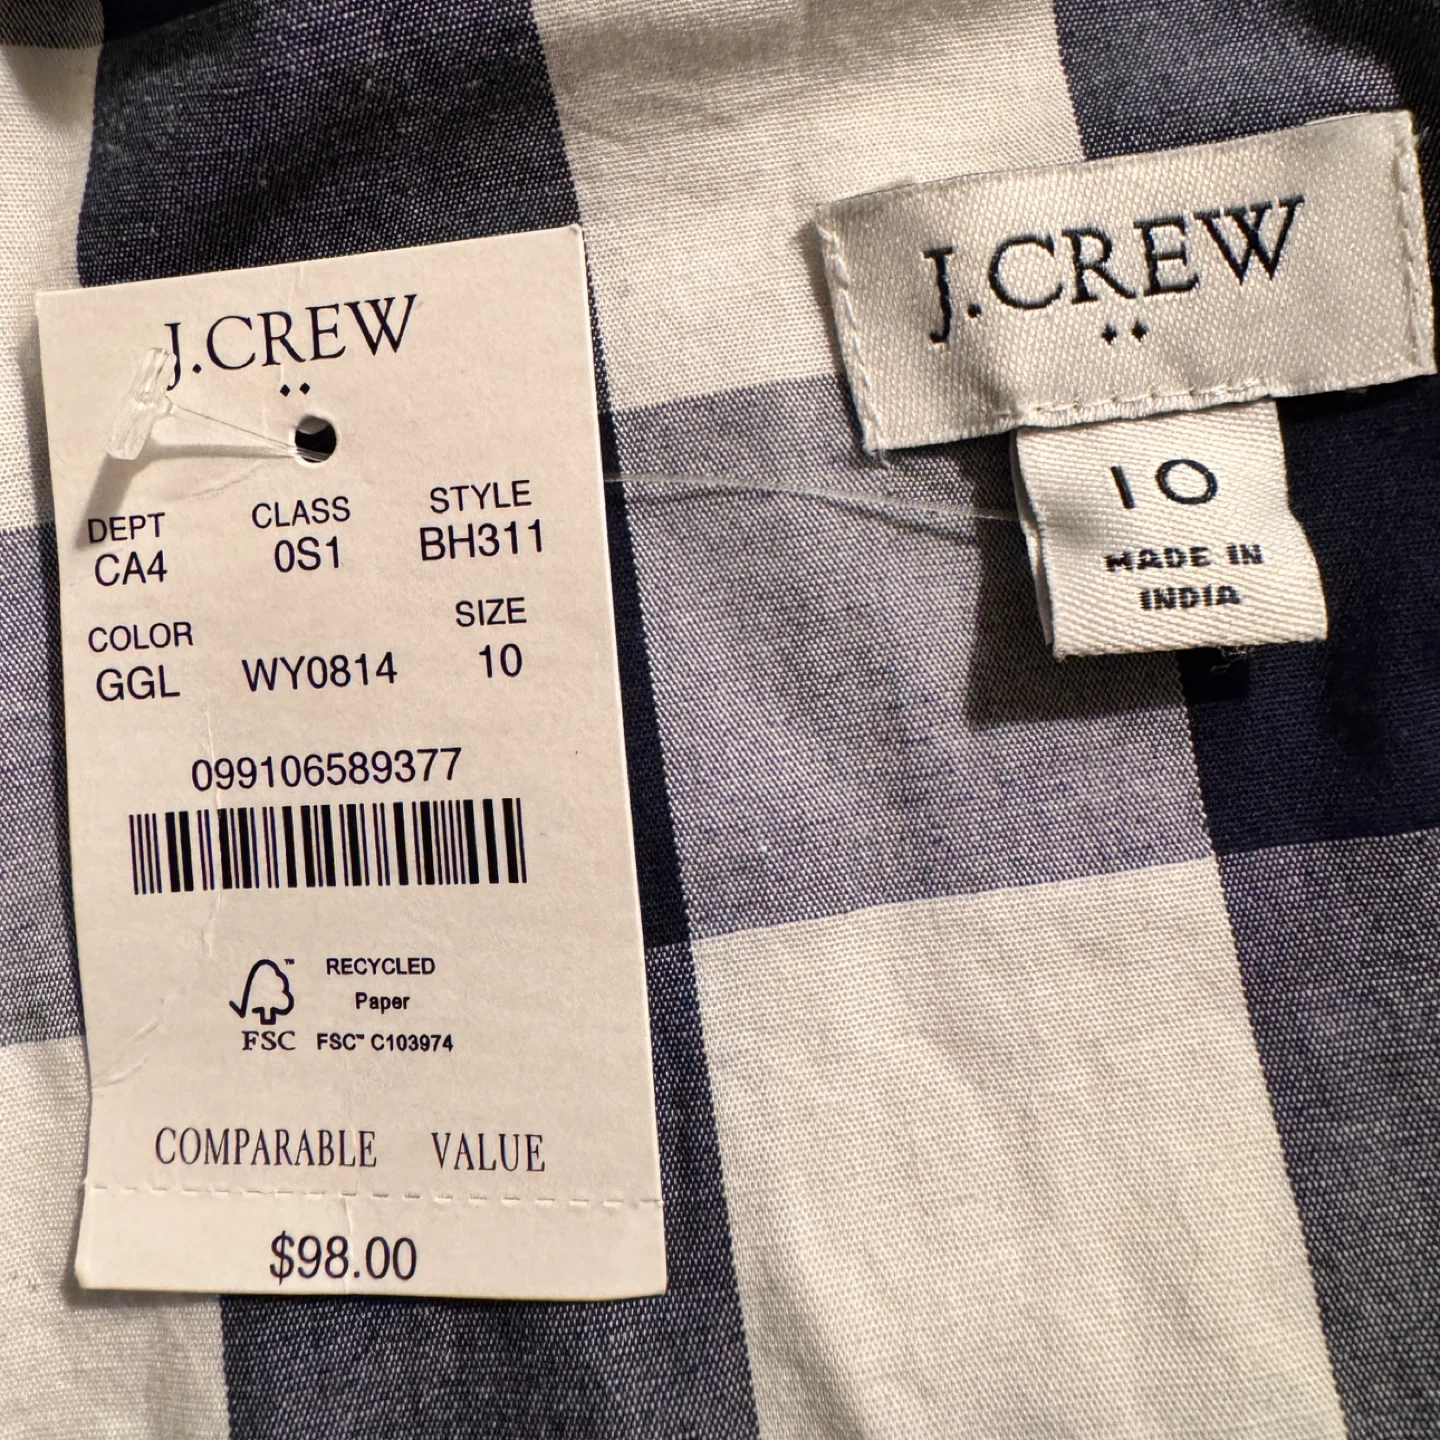 J.CREW
DEPT CLASS STYLE
CA4 0S1 BH311
COLOR SIZE
GGL WY0814 10
099106589377
RECYCLED
Paper
FSC FSC™ C103974
COMPARABLE VALUE
$98.00
J.CREW
10
MADE IN
INDIA